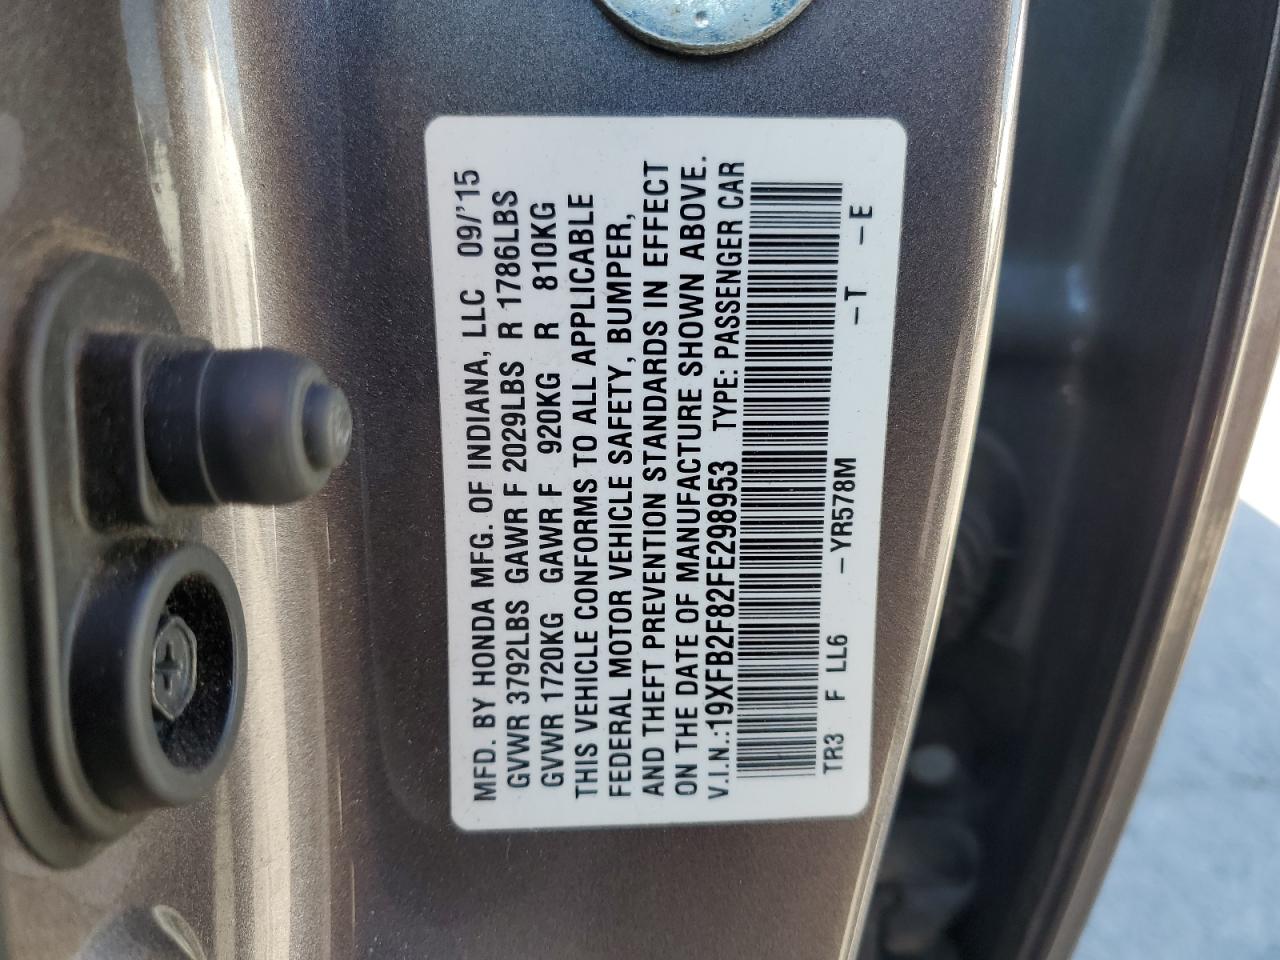 MFD. BY HONDA MFG. OF INDIANA, LLC 09/'15
GVWR 3792LBS GAWR F 2029LBS R 1786LBS
GVWR 1720KG GAWR F 920KG R 810KG
THIS VEHICLE CONFORMS TO ALL APPLICABLE
FEDERAL MOTOR VEHICLE SAFETY, BUMPER,
AND THEFT PREVENTION STANDARDS IN EFFECT
ON THE DATE OF MANUFACTURE SHOWN ABOVE.
V.I.N.:19XFB2F82FE298953 TYPE: PASSENGER CAR
TR3 F LL6 -YR578M -T -E